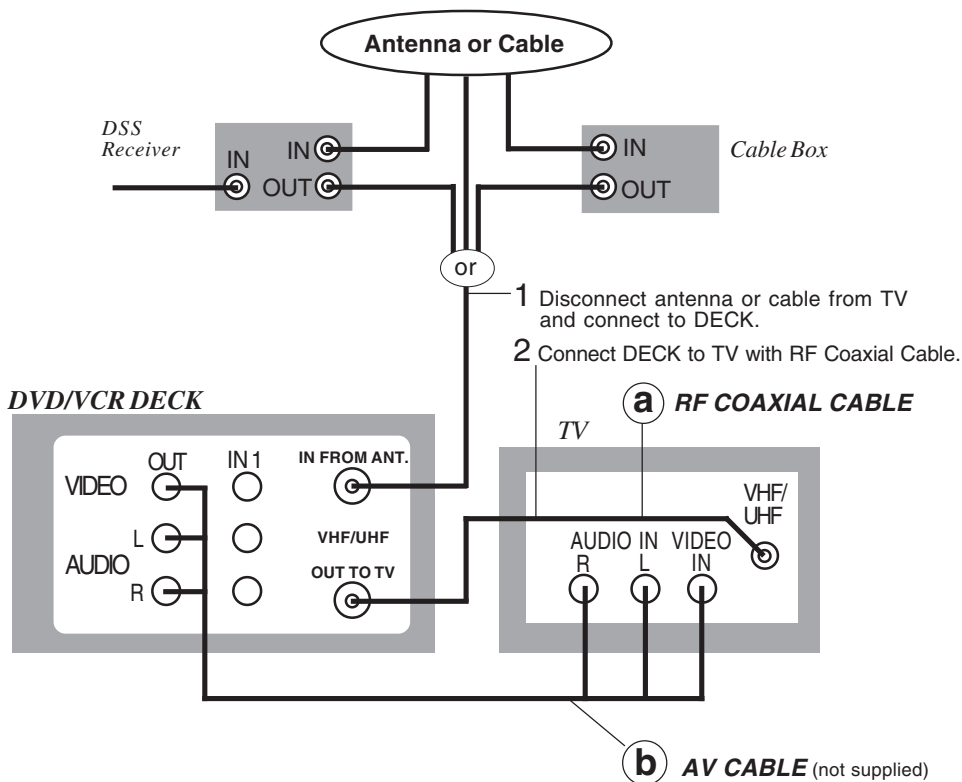 Antenna or Cable
DSS
Receiver
IN
IN
OUT
IN
OUT
Cable Box
or
1 Disconnect antenna or cable from TV
and connect to DECK.
2 Connect DECK to TV with RF Coaxial Cable.
DVD/VCR DECK
a RF COAXIAL CABLE
TV
OUT
IN 1
IN FROM ANT.
VIDEO
VHF/
UHF
L
VHF/UHF
AUDIO IN
VIDEO
AUDIO
R
L
IN
OUT TO TV
R
b AV CABLE (not supplied)